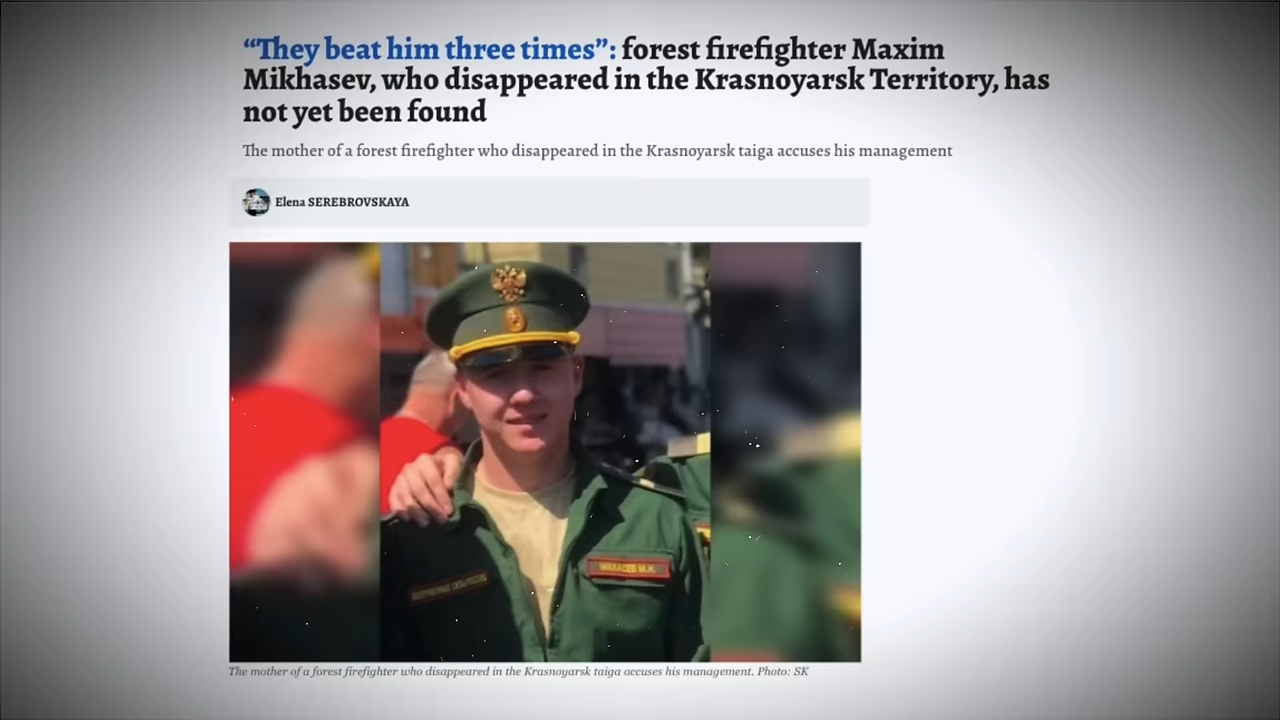 “They beat him three times”: forest firefighter Maxim
Mikhasev, who disappeared in the Krasnoyarsk Territory, has
not yet been found
The mother of a forest firefighter who disappeared in the Krasnoyarsk taiga accuses his management
Elena SEREBROVSKAYA
МИХАСЕВ М.Н.
The mother of a forest firefighter who disappeared in the Krasnoyarsk taiga accuses his management. Photo: SK